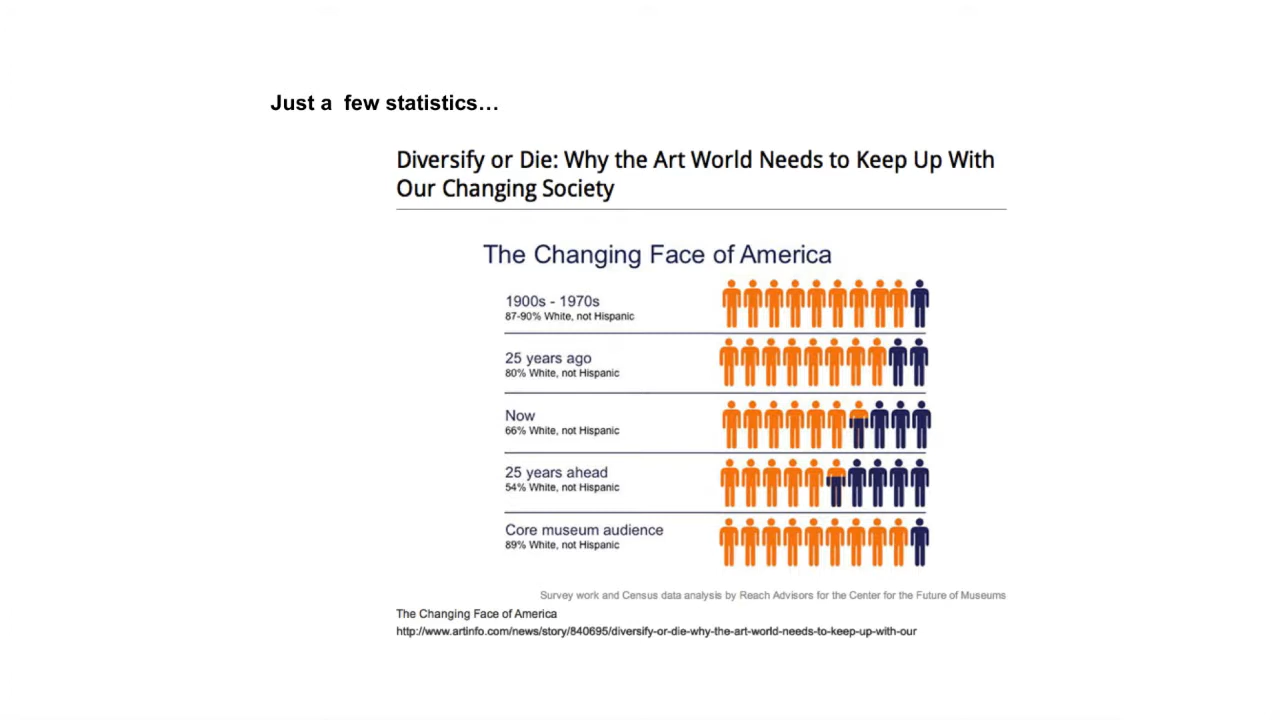 Just a  few statistics…
Diversify or Die: Why the Art World Needs to Keep Up With
Our Changing Society
The Changing Face of America
1900s - 1970s
87-90% White, not Hispanic
25 years ago
80% White, not Hispanic
Now
66% White, not Hispanic
25 years ahead
54% White, not Hispanic
Core museum audience
89% White, not Hispanic
Survey work and Census data analysis by Reach Advisors for the Center for the Future of Museums
The Changing Face of America
http://www.artinfo.com/news/story/840695/diversify-or-die-why-the-art-world-needs-to-keep-up-with-our